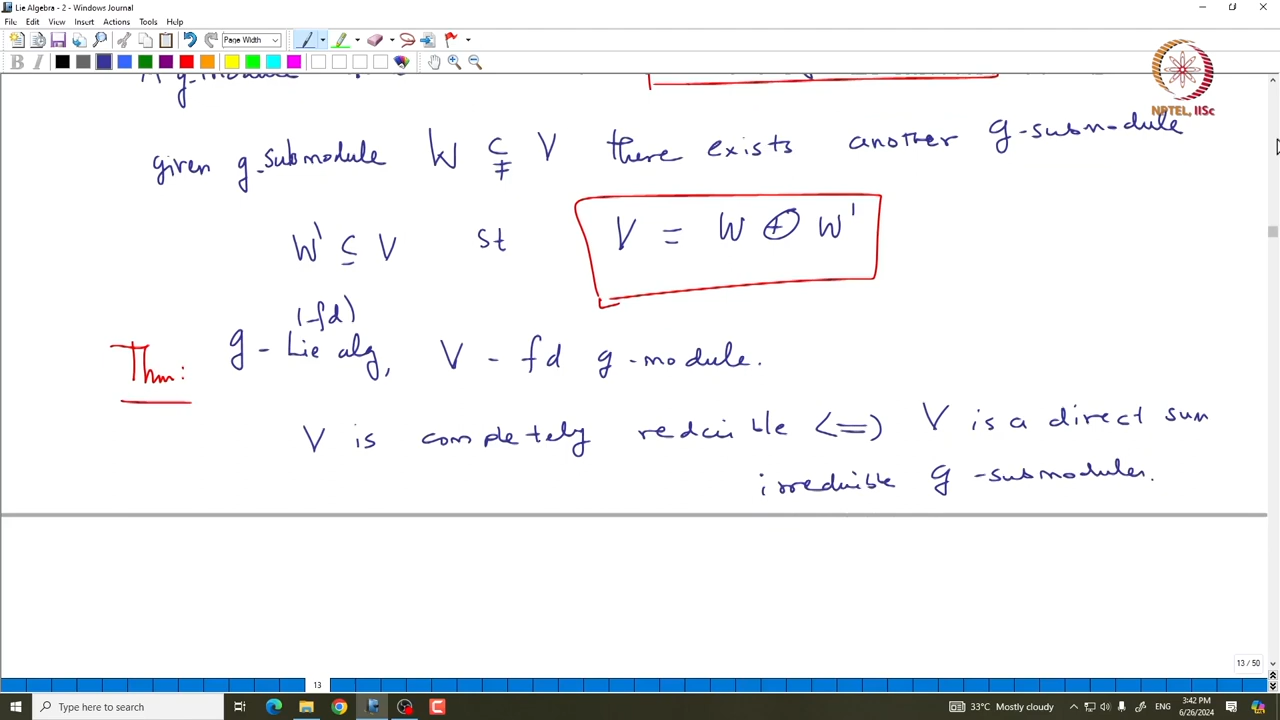 Lie Algebra - 2 - Windows Journal
File Edit View Insert Actions Tools Help
Page Width
NPTEL, IISc
A g-module
given g-submodule W ⊊ V there exists another g-submodule
W' ⊆ V st V = W ⊕ W'
(fd)
Thm: g - Lie alg, V - fd g-module.
V is completely reducible <=> V is a direct sum
irreducible g-submodules.
13 / 50
13
Type here to search
33°C Mostly cloudy ENG 3:42 PM
6/26/2024